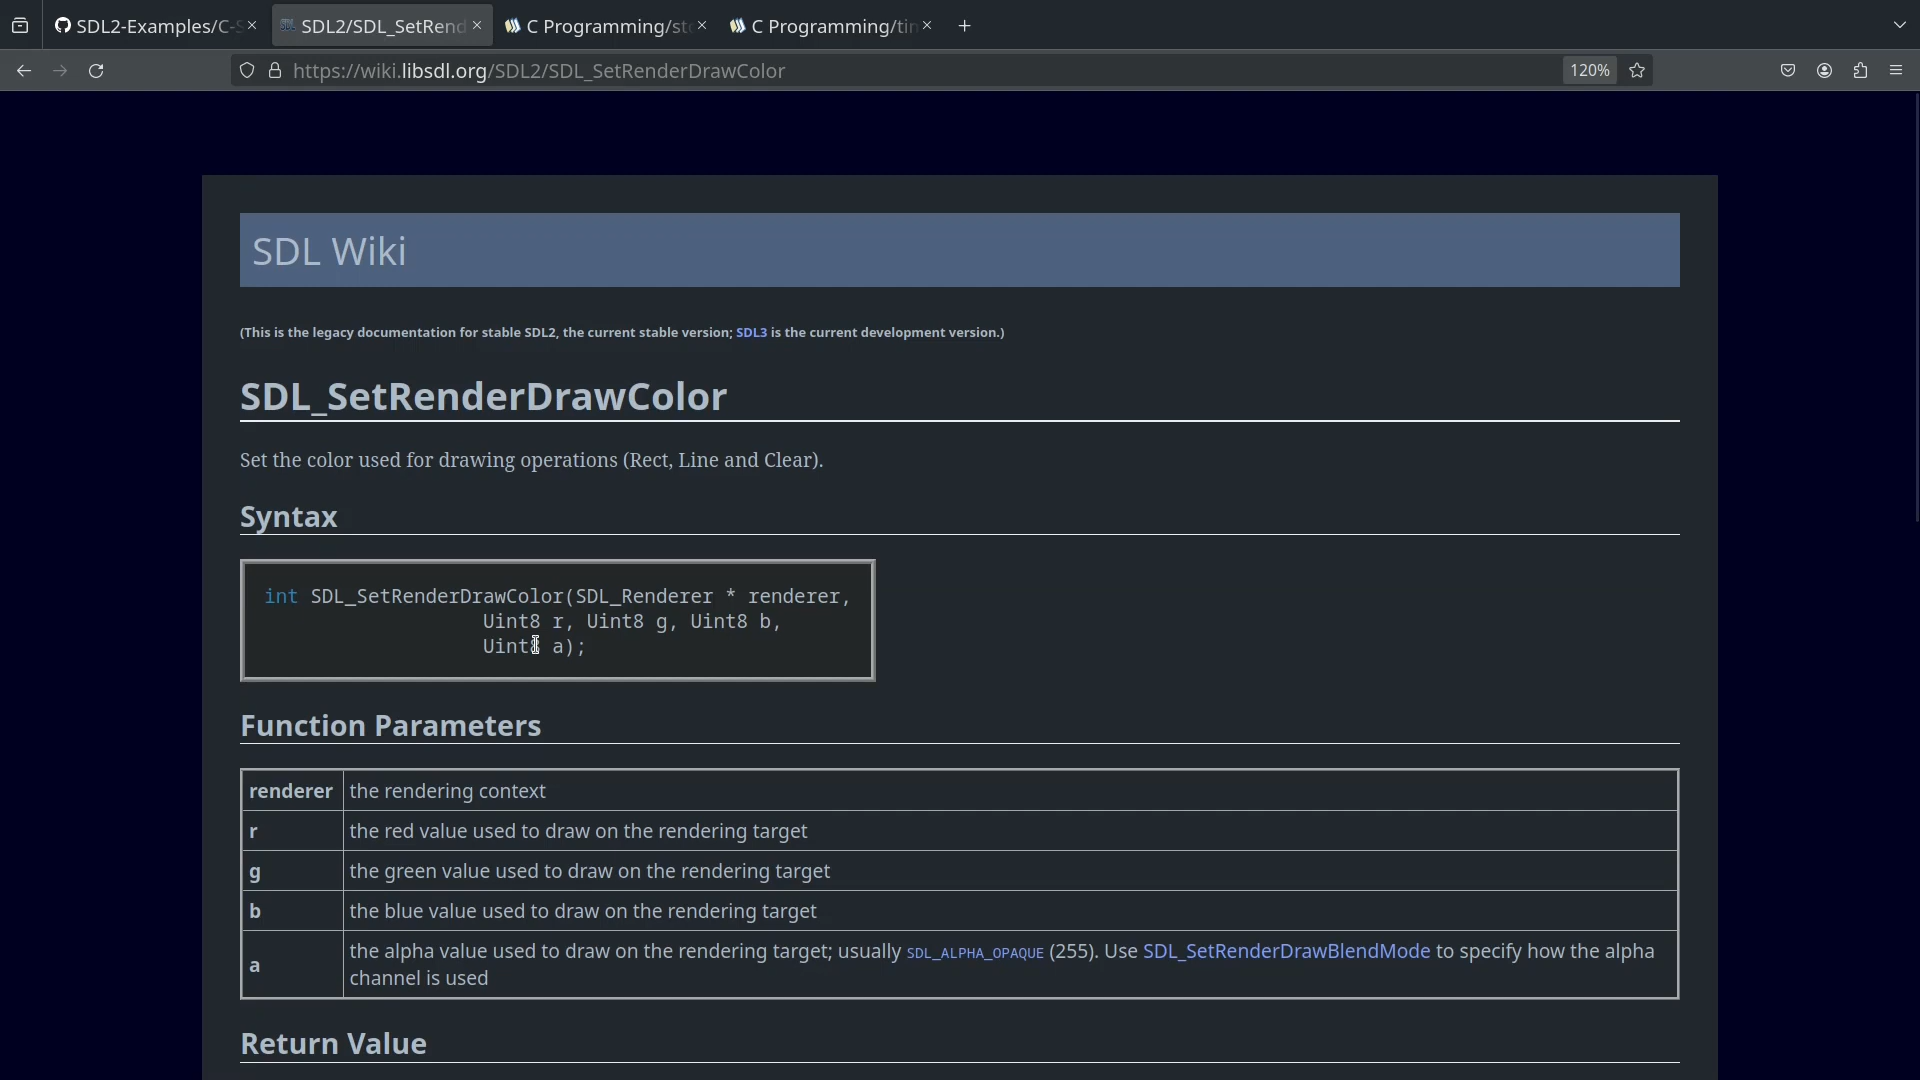 SDL2-Examples/C-S
SDL2/SDL_SetRend
C Programming/st
C Programming/tin
https://wiki.libsdl.org/SDL2/SDL_SetRenderDrawColor
120%
SDL Wiki
(This is the legacy documentation for stable SDL2, the current stable version; SDL3 is the current development version.)
SDL_SetRenderDrawColor
Set the color used for drawing operations (Rect, Line and Clear).
Syntax
int SDL_SetRenderDrawColor(SDL_Renderer * renderer,
Uint8 r, Uint8 g, Uint8 b,
Uint8 a);
Function Parameters
renderer the rendering context
r the red value used to draw on the rendering target
g the green value used to draw on the rendering target
b the blue value used to draw on the rendering target
a the alpha value used to draw on the rendering target; usually SDL_ALPHA_OPAQUE (255). Use SDL_SetRenderDrawBlendMode to specify how the alpha
channel is used
Return Value